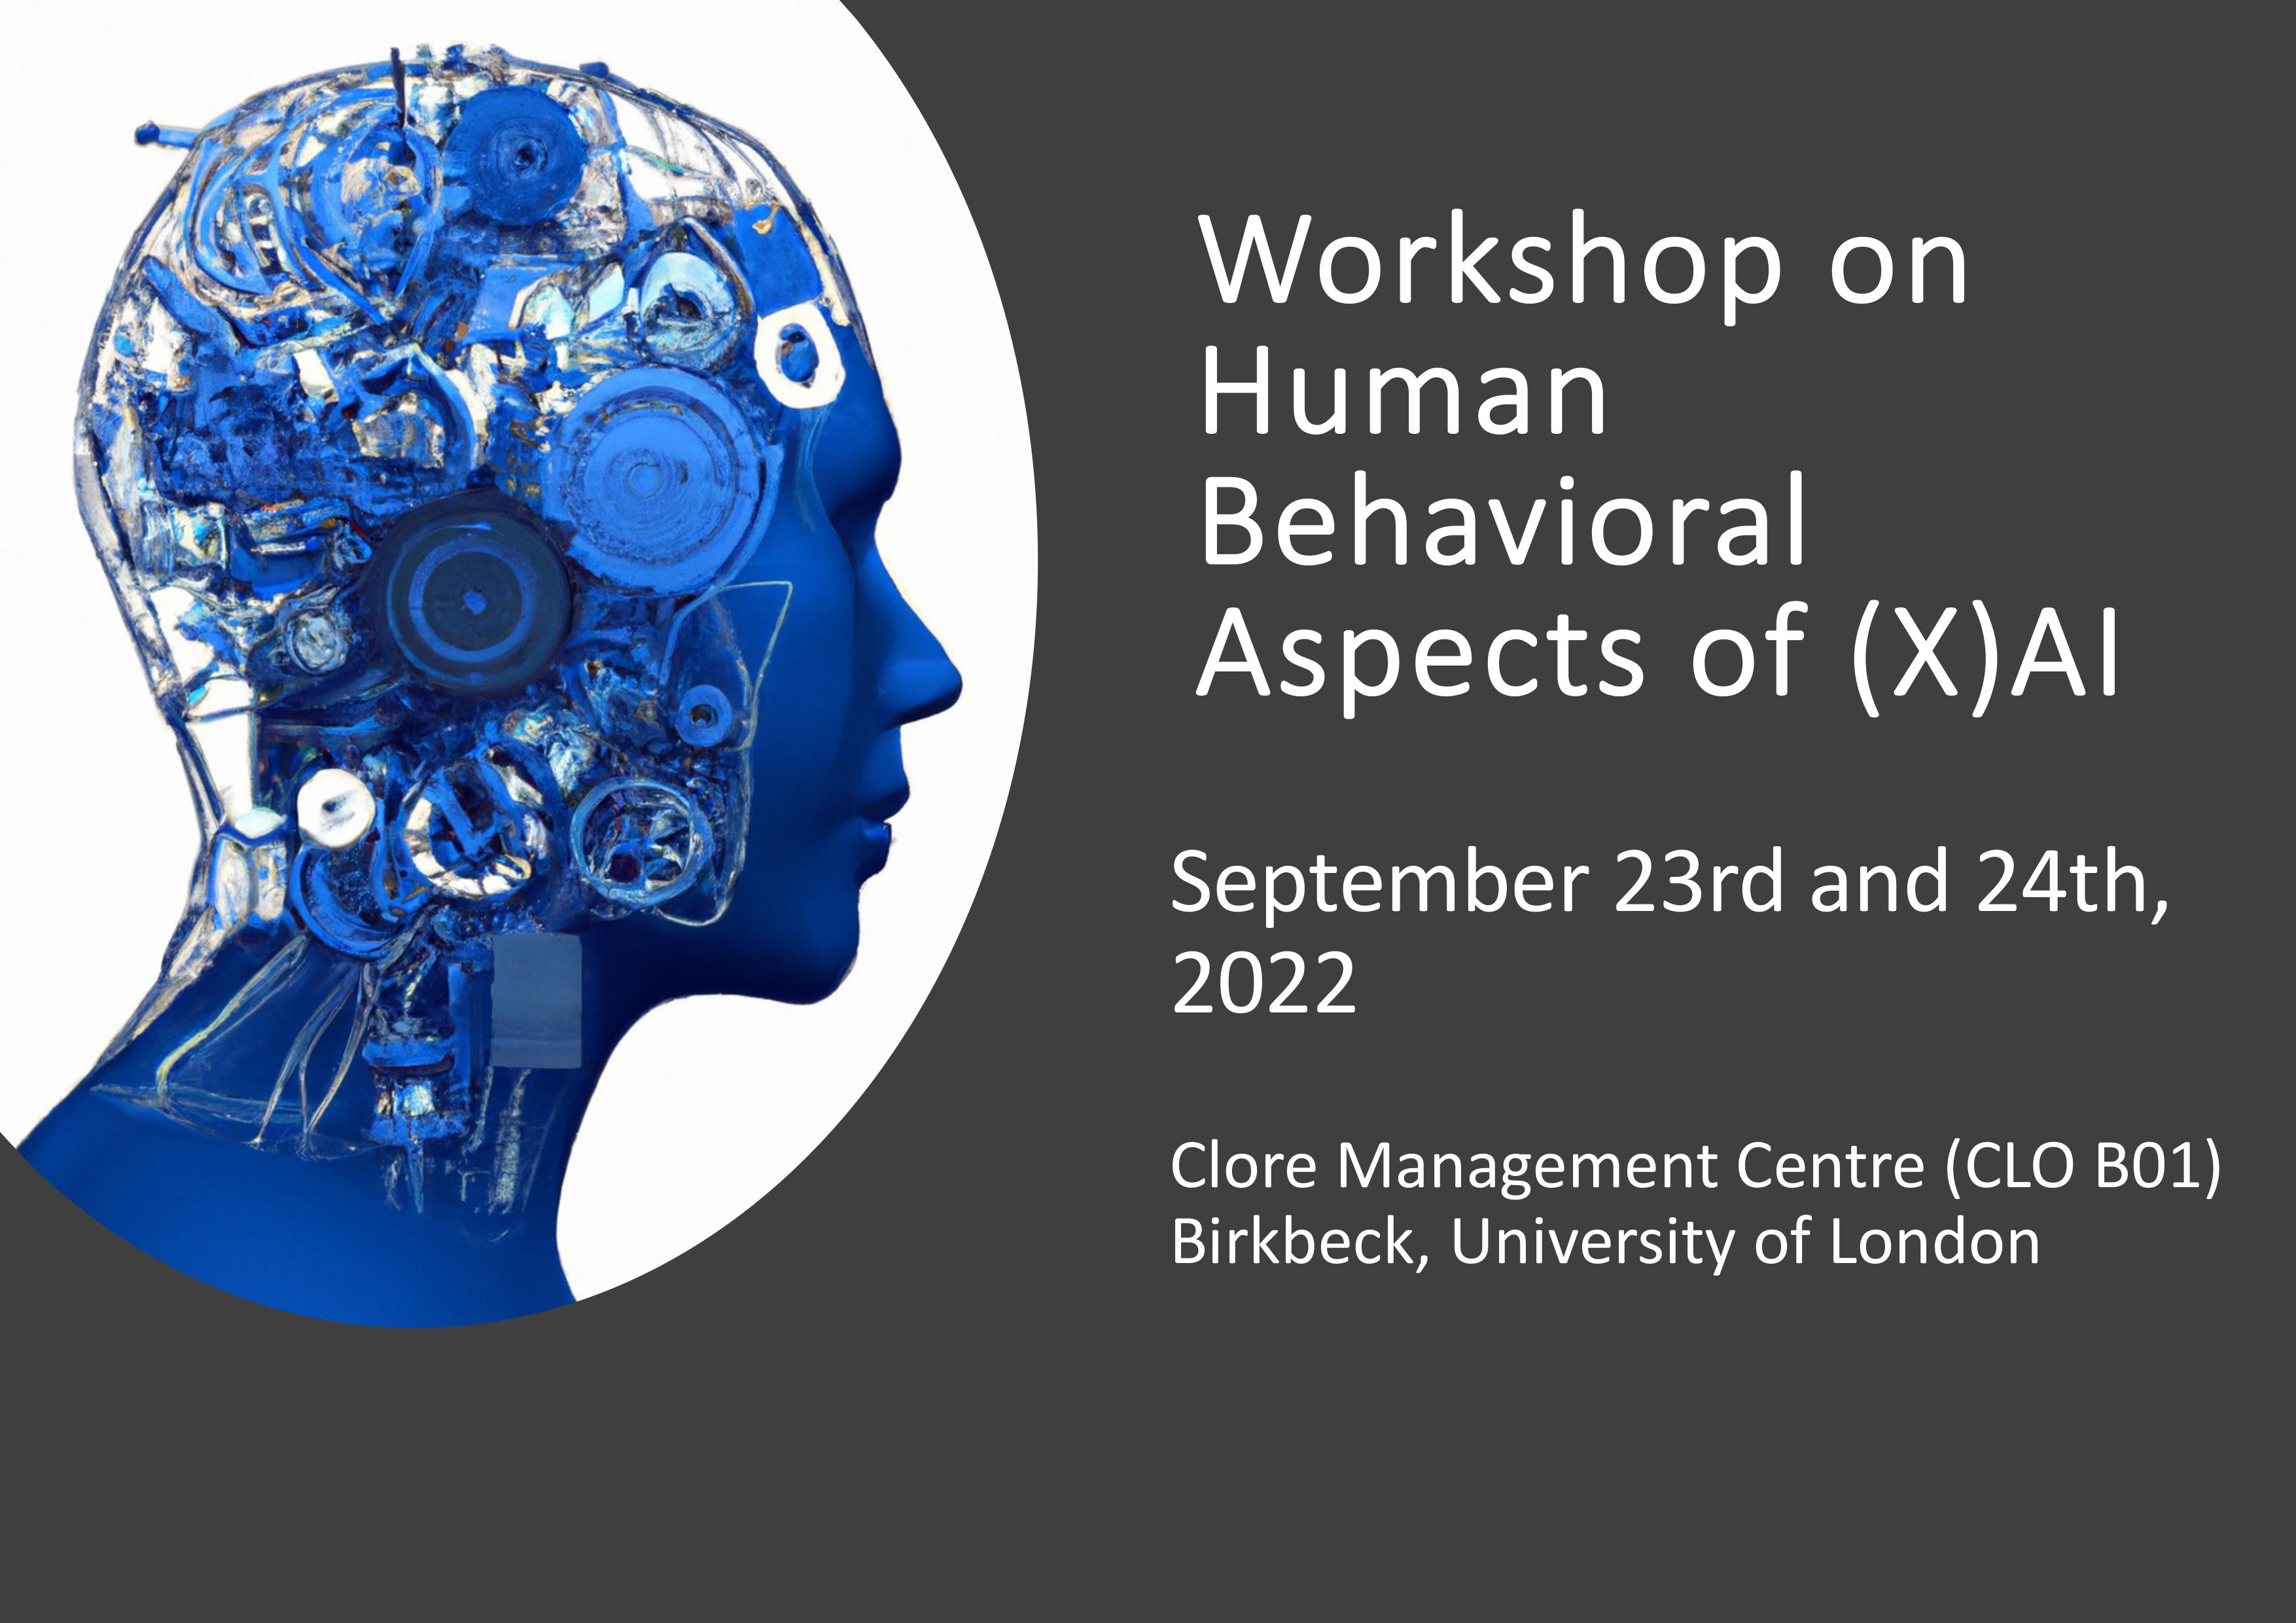 Workshop on
Human
Behavioral
Aspects of (X)AI
September 23rd and 24th,
2022
Clore Management Centre (CLO B01)
Birkbeck, University of London